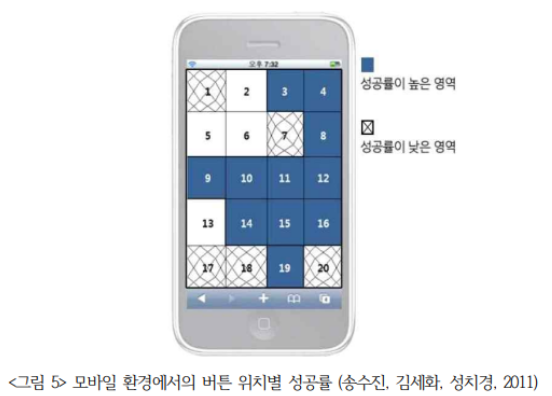 오후 7:32
1 2 3 4
5 6 7 8
9 10 11 12
13 14 15 16
17 18 19 20
성공률이 높은 영역
성공률이 낮은 영역
<그림 5> 모바일 환경에서의 버튼 위치별 성공률 (송수진, 김세화, 성치경, 2011)